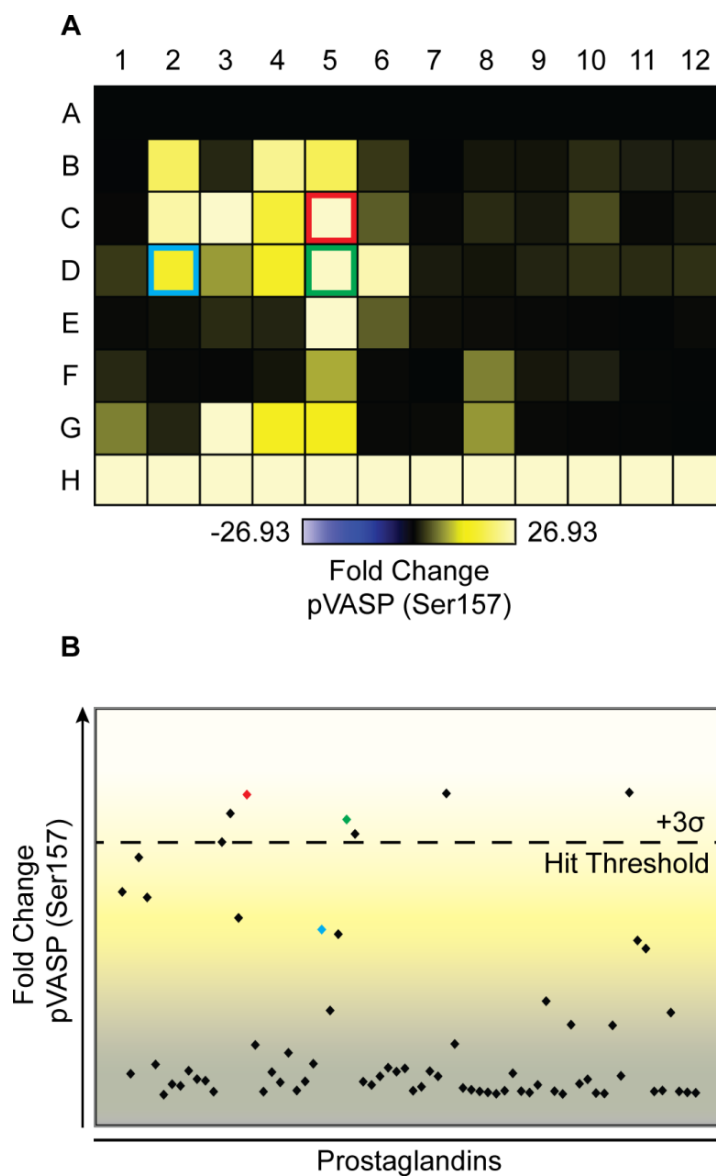 A
1 2 3 4 5 6 7 8 9 10 11 12
A
B
C
D
E
F
G
H
-26.93 26.93
Fold Change
pVASP (Ser157)
B
Fold Change
pVASP (Ser157)
+3σ
Hit Threshold
Prostaglandins